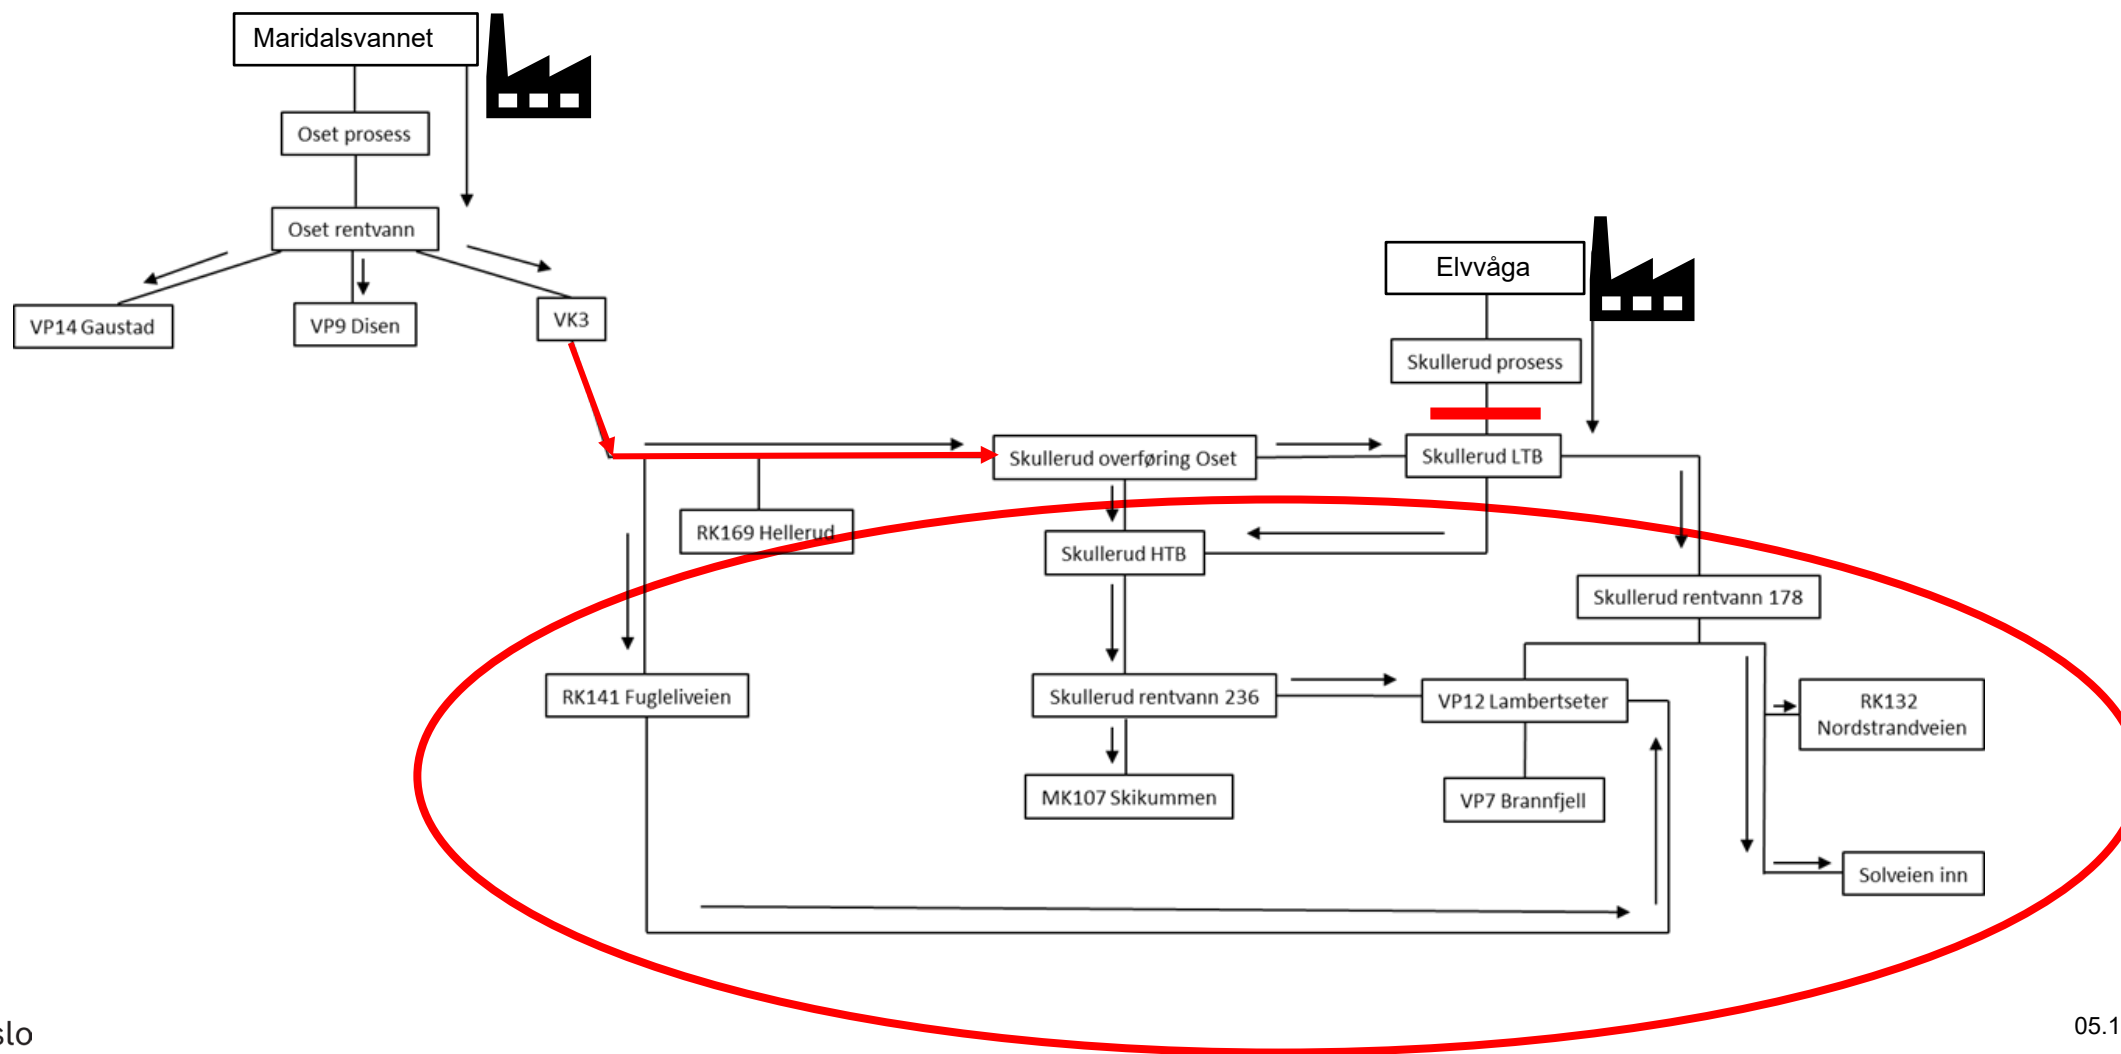 Maridalsvannet
Oset prosess
Oset rentvann
VP14 Gaustad
VP9 Disen
VK3
Elvvåga
Skullerud prosess
Skullerud overføring Oset
Skullerud LTB
RK169 Hellerud
Skullerud HTB
Skullerud rentvann 178
RK141 Fugleliveien
Skullerud rentvann 236
VP12 Lambertseter
RK132
Nordstrandveien
MK107 Skikummen
VP7 Brannfjell
Solveien inn
slo
05.1